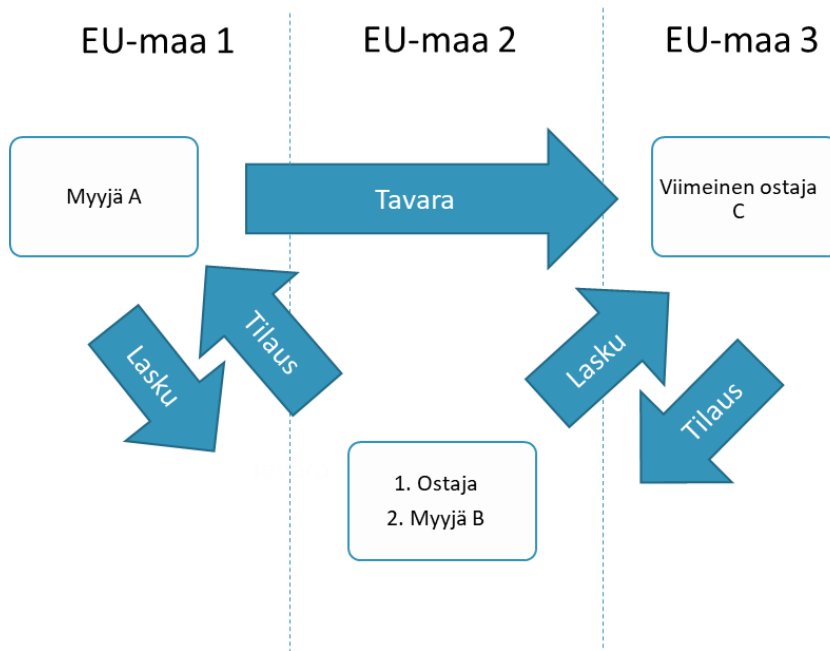 EU-maa 1
EU-maa 2
EU-maa 3
Myyjä A
Tavara
Viimeinen ostaja
C
Lasku
Tilaus
Lasku
Tilaus
1. Ostaja
2. Myyjä B